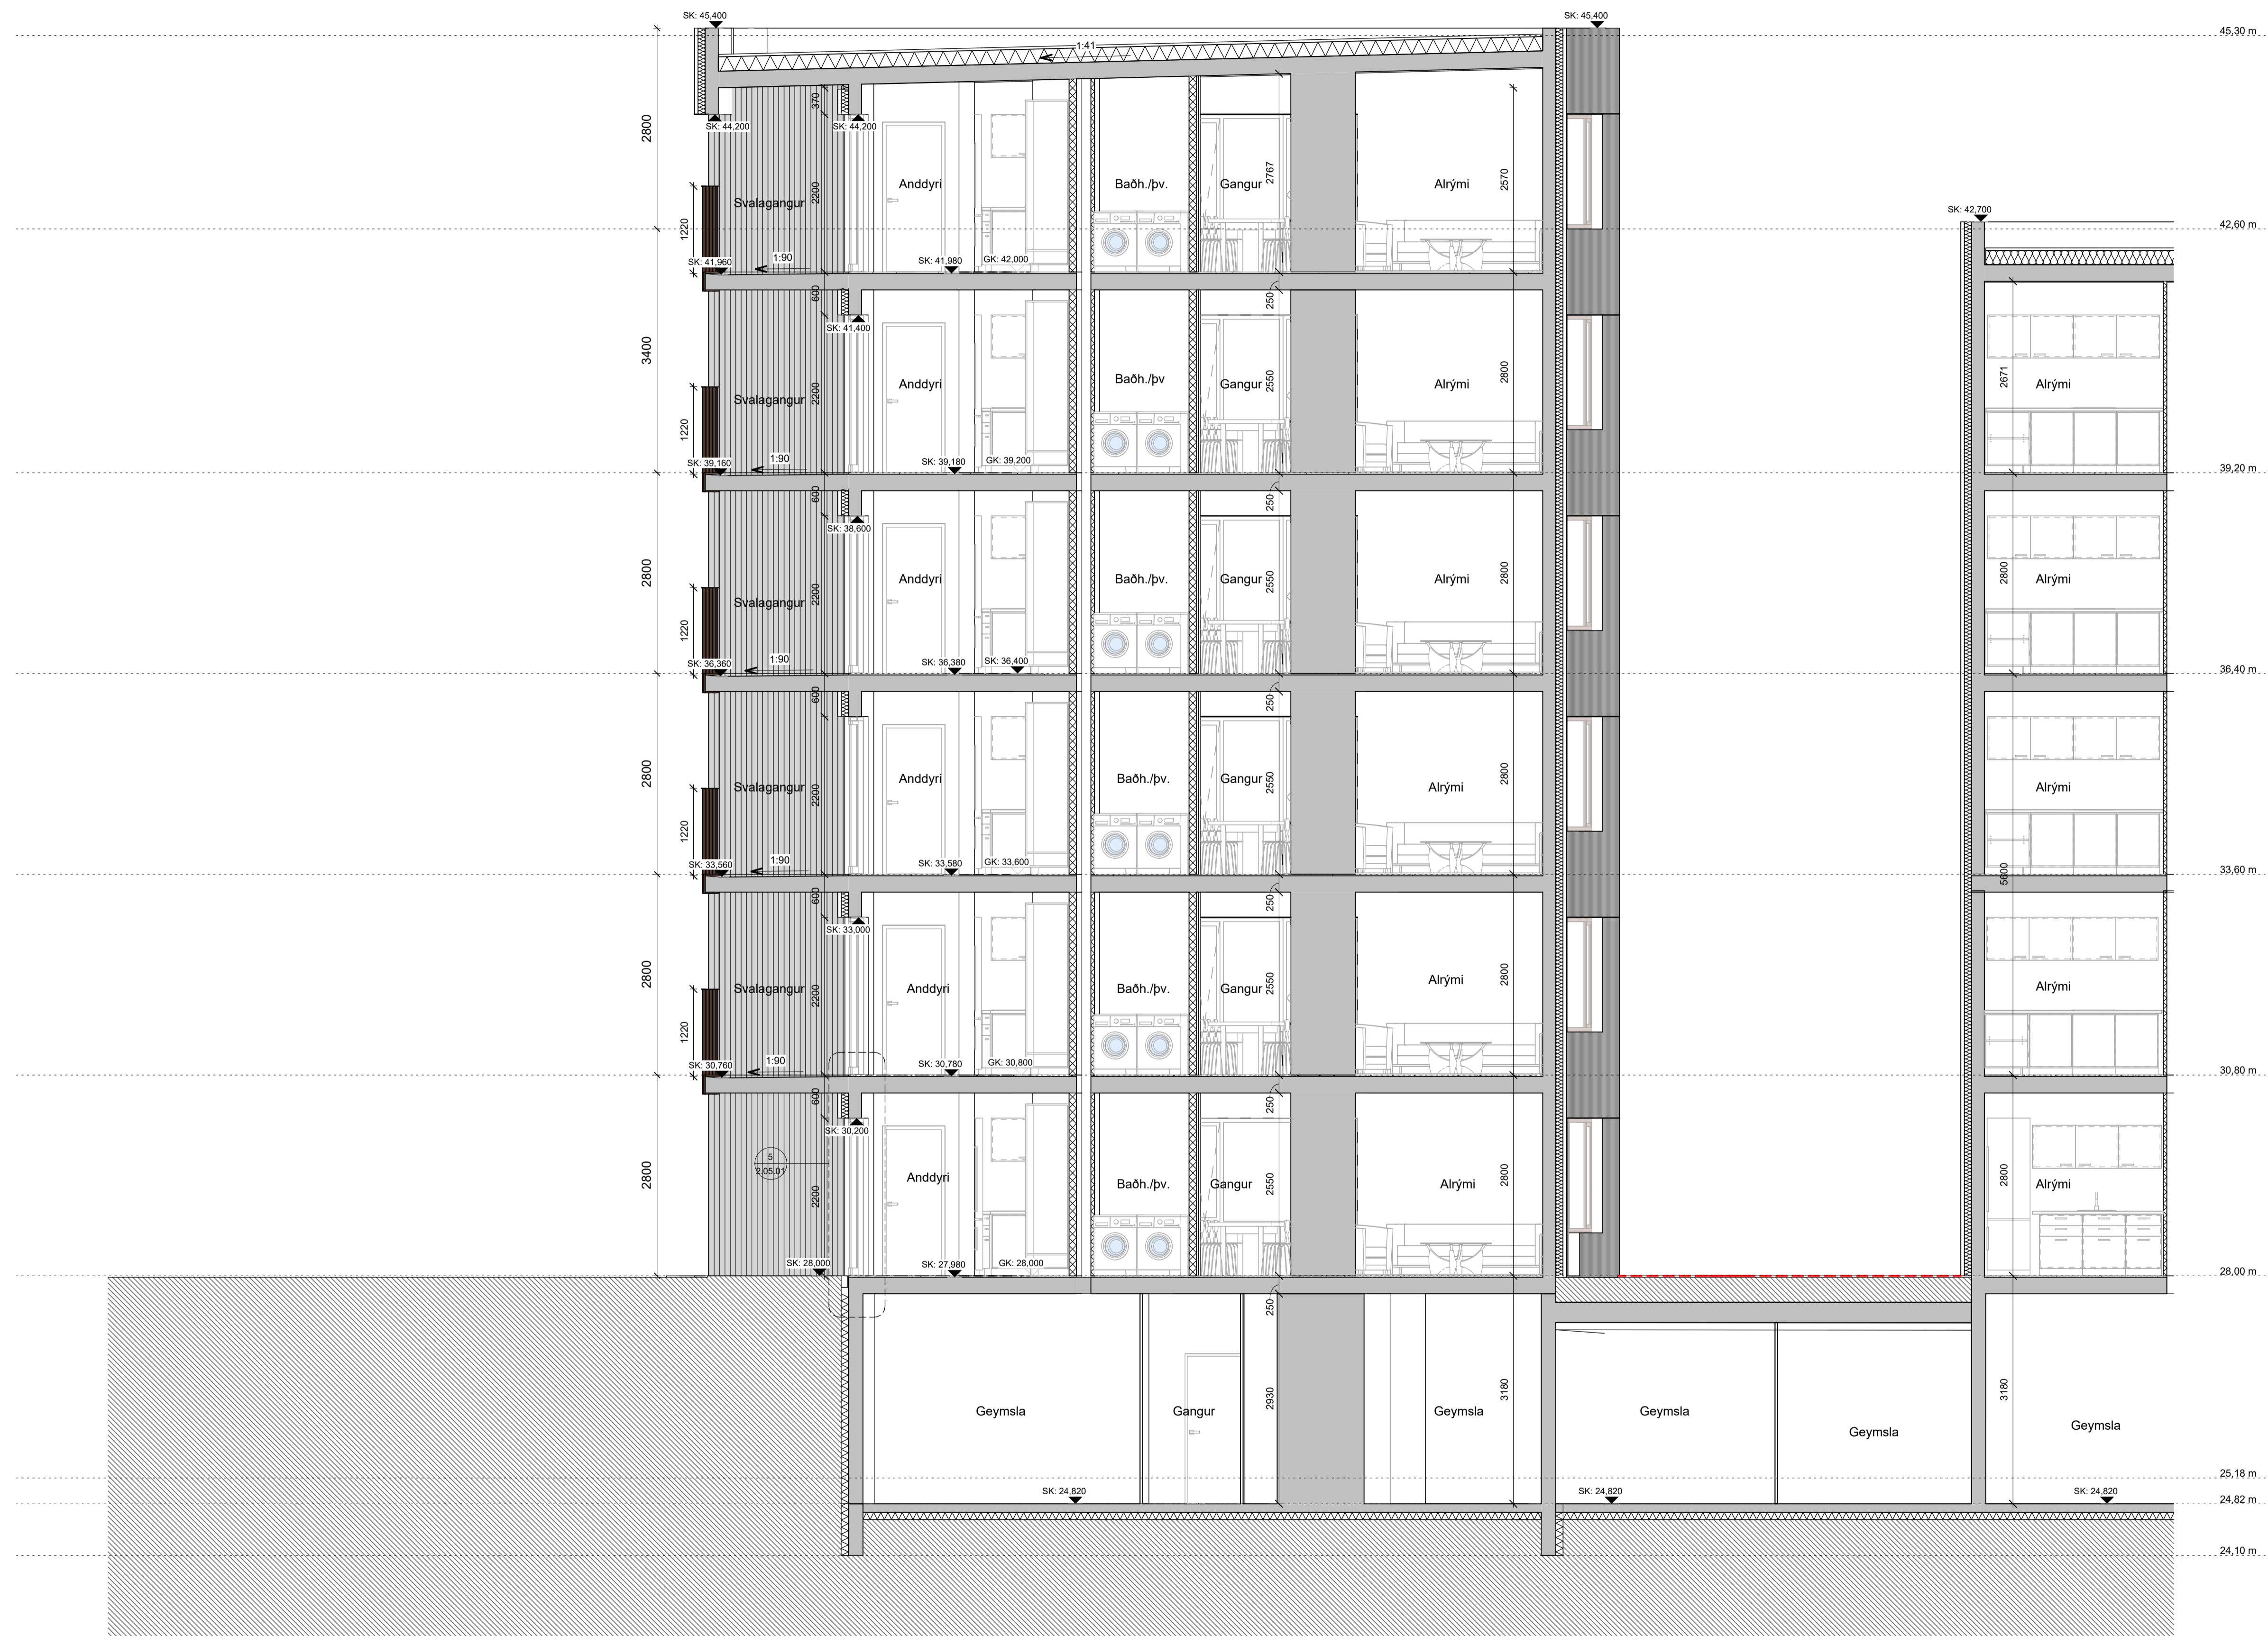 SK: 45,400
SK: 45,400
45,30 m
1:41
370
2800
SK: 44,200
SK: 44,200
2767
2570
Anddyri
Baðh./þv.
Gangur
Alrými
2200
Svalagangur
1220
SK: 42,700
42,60 m
SK: 41,960
1:90
SK: 41,980
GK: 42,000
600
250
SK: 41,400
3400
2671
Anddyri
Baðh./þv
Gangur
2550
Alrými
2800
Alrými
2200
Svalagangur
1220
SK: 39,160
1:90
SK: 39,180
GK: 39,200
39,20 m
600
250
SK: 38,600
2800
Anddyri
Baðh./þv.
Gangur
2550
Alrými
2800
2800
Alrými
2200
Svalagangur
1220
SK: 36,360
1:90
SK: 36,380
SK: 36,400
36,40 m
600
250
2800
Anddyri
Baðh./þv.
Gangur
2550
Alrými
2800
Alrými
2200
Svalagangur
1220
SK: 33,560
1:90
SK: 33,580
GK: 33,600
33,60 m
5600
600
250
SK: 33,000
2800
Anddyri
Baðh./þv.
Gangur
2550
Alrými
2800
Alrými
2200
Svalagangur
1220
SK: 30,760
1:90
SK: 30,780
GK: 30,800
30,80 m
600
250
SK: 30,200
5
2.05.01
2800
Anddyri
Baðh./þv.
Gangur
2550
Alrými
2800
2800
Alrými
2200
SK: 28,000
SK: 27,980
GK: 28,000
28,00 m
250
2930
3180
3180
Geymsla
Gangur
Geymsla
Geymsla
Geymsla
Geymsla
25,18 m
SK: 24,820
SK: 24,820
SK: 24,820
24,82 m
24,10 m